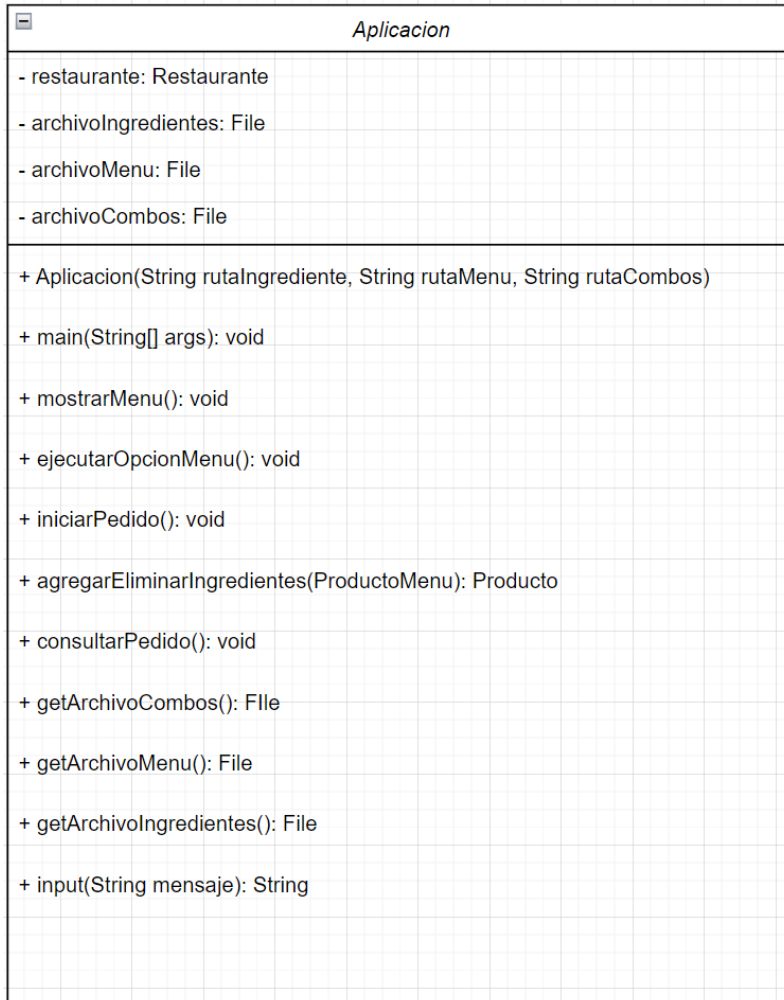 Aplicacion
- restaurante: Restaurante
- archivoIngredientes: File
- archivoMenu: File
- archivoCombos: File
+ Aplicacion(String rutaIngrediente, String rutaMenu, String rutaCombos)
+ main(String[] args): void
+ mostrarMenu(): void
+ ejecutarOpcionMenu(): void
+ iniciarPedido(): void
+ agregarEliminarIngredientes(ProductoMenu): Producto
+ consultarPedido(): void
+ getArchivoCombos(): FIle
+ getArchivoMenu(): File
+ getArchivoIngredientes(): File
+ input(String mensaje): String